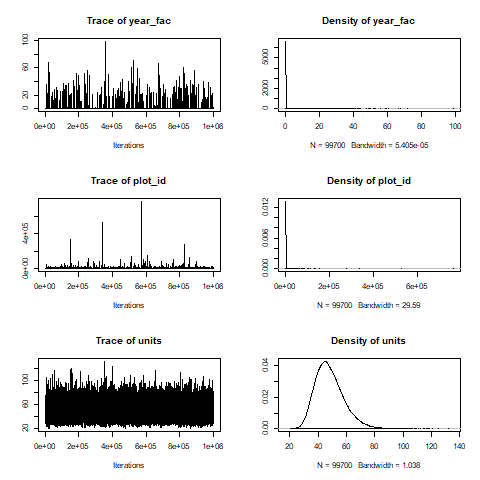 Trace of year_fac
0 20 60 100
0e+00 2e+05 4e+05 6e+05 8e+05 1e+06
Iterations
Density of year_fac
0 2000 5000
0 20 40 60 80 100
N = 99700 Bandwidth = 5.405e-05
Trace of plot_id
0e+00 4e+05
0e+00 2e+05 4e+05 6e+05 8e+05 1e+06
Iterations
Density of plot_id
0.000 0.006 0.012
0e+00 2e+05 4e+05 6e+05
N = 99700 Bandwidth = 29.59
Trace of units
20 60 100
0e+00 2e+05 4e+05 6e+05 8e+05 1e+06
Iterations
Density of units
0.00 0.02 0.04
20 40 60 80 100 120 140
N = 99700 Bandwidth = 1.038